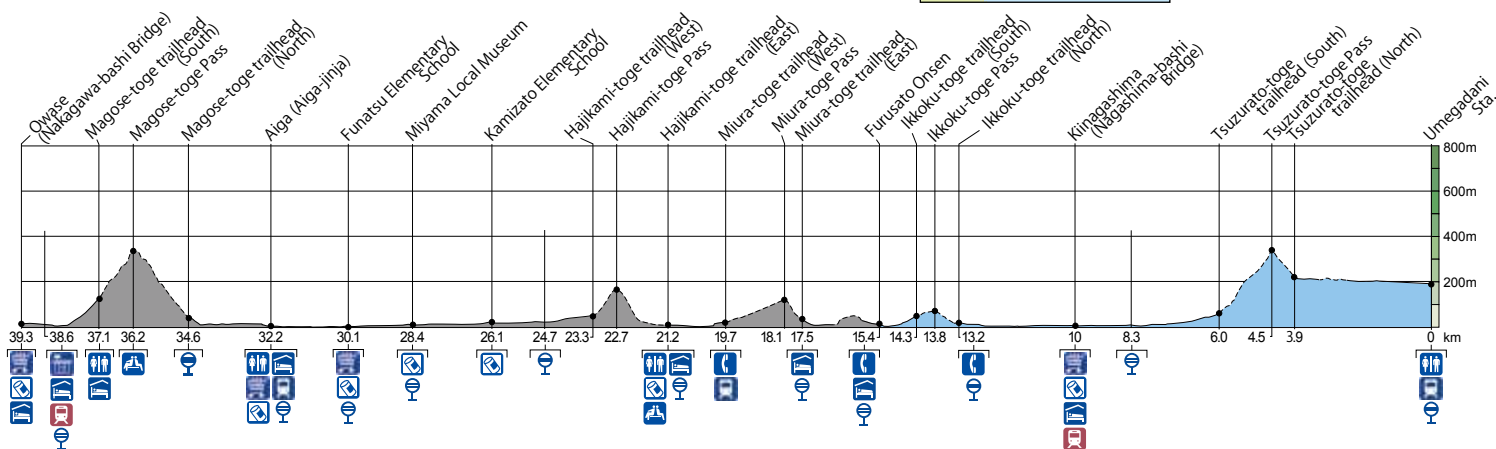 Owase
(Nakagawa-bashi Bridge)
Magose-toge trailhead
(South)
Magose-toge Pass
Magose-toge trailhead
(North)
Aiga (Aiga-jinja)
Funatsu Elementary
School
Miyama Local Museum
Kamizato Elementary
School
Hajikami-toge trailhead
(West)
Hajikami-toge Pass
Hajikami-toge trailhead
(East)
Miura-toge trailhead
(West)
Miura-toge Pass
Miura-toge trailhead
(East)
Furusato Onsen
Ikkoku-toge trailhead
(South)
Ikkoku-toge Pass
Ikkoku-toge trailhead
(North)
Kiinagashima
(Nagashima-bashi
Bridge)
Tsuzurato-toge
trailhead (South)
Tsuzurato-toge Pass
Tsuzurato-toge
trailhead (North)
Umegadani
Sta.
800m
600m
400m
200m
39.3 38.6 37.1 36.2 34.6 32.2 30.1 28.4 26.1 24.7 23.3 22.7 21.2 19.7 18.1 17.5 15.4 14.3 13.8 13.2 10 8.3 6.0 4.5 3.9 0 km